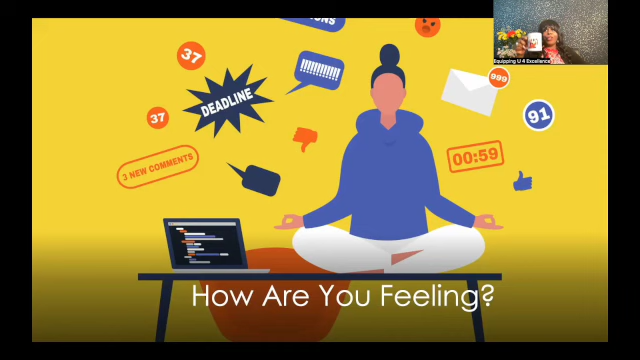 37
DEADLINE
!!!!!!!!!!!
999
91
37
3 NEW COMMENTS
00:59
How Are You Feeling?
Equipping U 4 Excellence